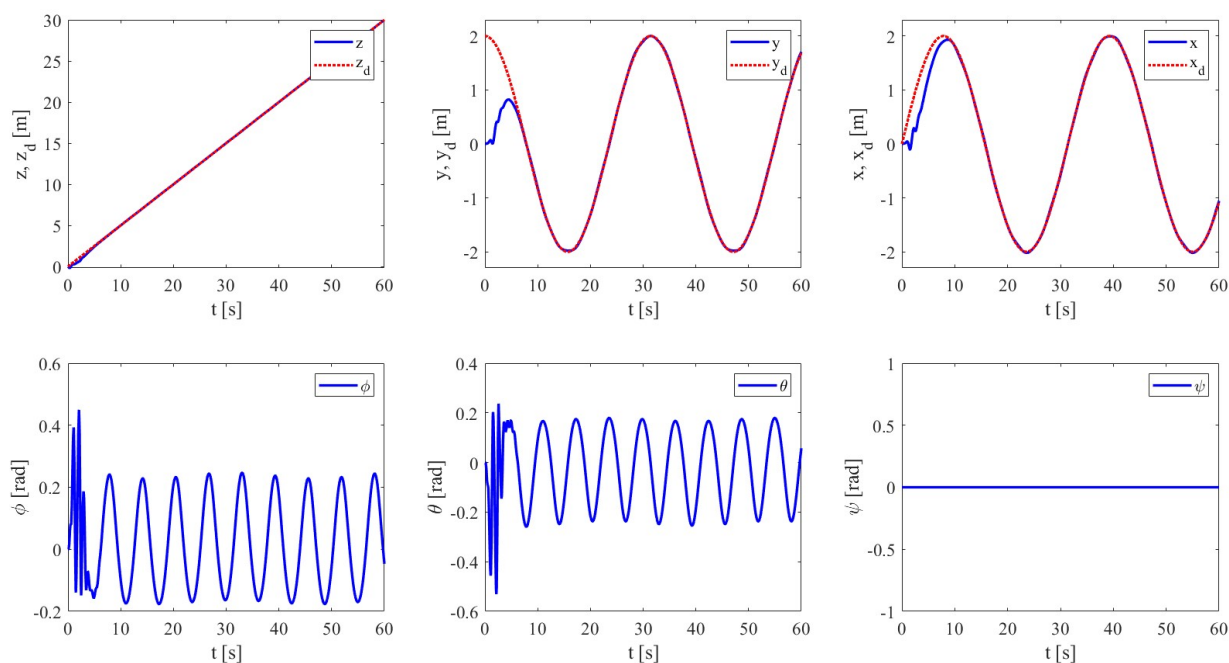 30
25
20
15
10
5
0
z, z_d [m]
z
z_d
0 10 20 30 40 50 60
t [s]
2
1
0
-1
-2
y, y_d [m]
y
y_d
0 10 20 30 40 50 60
t [s]
2
1
0
-1
-2
x, x_d [m]
x
x_d
0 10 20 30 40 50 60
t [s]
0.6
0.4
0.2
0
-0.2
ϕ [rad]
ϕ
0 10 20 30 40 50 60
t [s]
0.4
0.2
0
-0.2
-0.4
-0.6
θ [rad]
θ
0 10 20 30 40 50 60
t [s]
1
0.5
0
-0.5
-1
ψ [rad]
ψ
0 10 20 30 40 50 60
t [s]